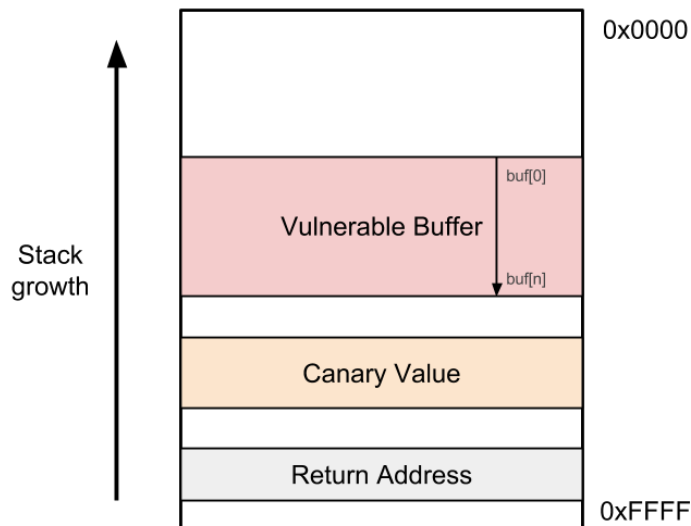 0x0000
buf[0]
Vulnerable Buffer
Stack
growth
buf[n]
Canary Value
Return Address
0xFFFF